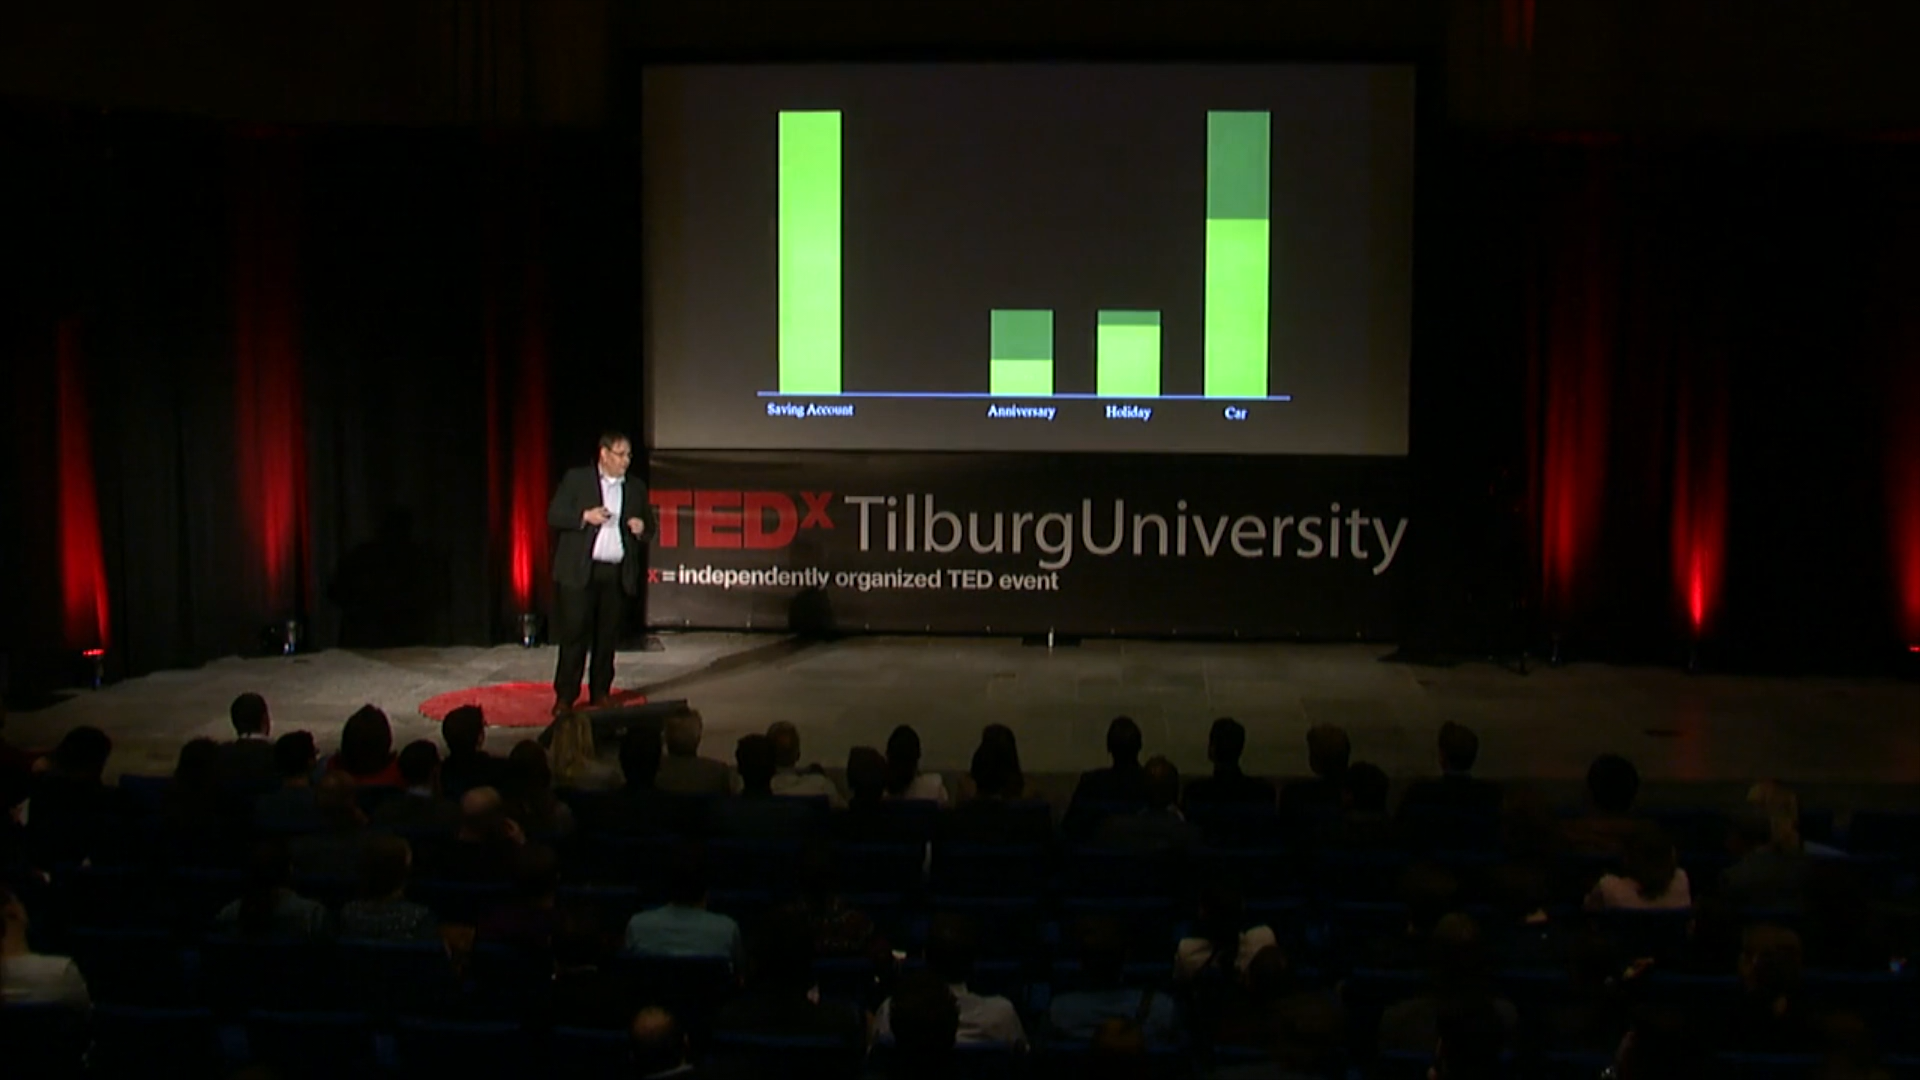 Saving Account
Anniversary
Holiday
Car
TEDx TilburgUniversity
x = independently organized TED event